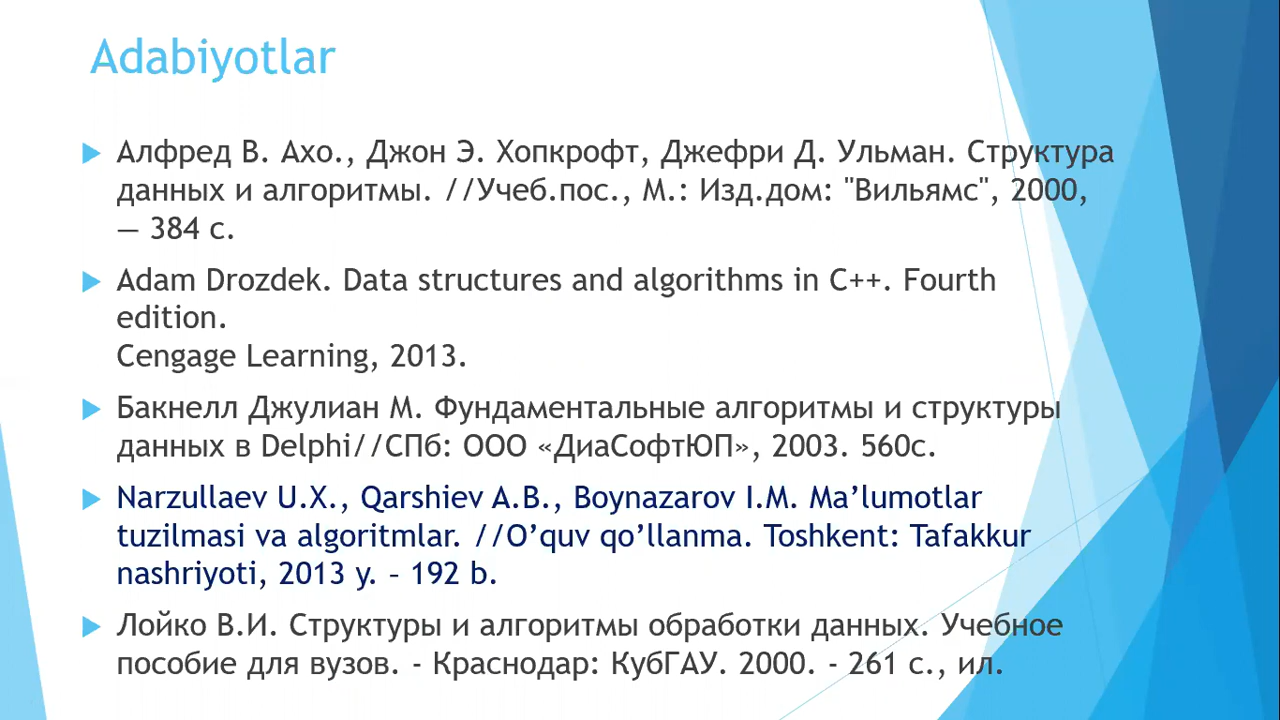 Adabiyotlar
Алфред В. Ахо., Джон Э. Хопкрофт, Джефри Д. Ульман. Структура
данных и алгоритмы. //Учеб.пос., М.: Изд.дом: "Вильямс", 2000,
— 384 с.
Adam Drozdek. Data structures and algorithms in C++. Fourth
edition.
Cengage Learning, 2013.
Бакнелл Джулиан М. Фундаментальные алгоритмы и структуры
данных в Delphi//СПб: ООО «ДиаСофтЮП», 2003. 560с.
Narzullaev U.X., Qarshiev A.B., Boynazarov I.M. Ma’lumotlar
tuzilmasi va algoritmlar. //O’quv qo’llanma. Toshkent: Tafakkur
nashriyoti, 2013 y. – 192 b.
Лойко В.И. Структуры и алгоритмы обработки данных. Учебное
пособие для вузов. - Краснодар: КубГАУ. 2000. - 261 с., ил.